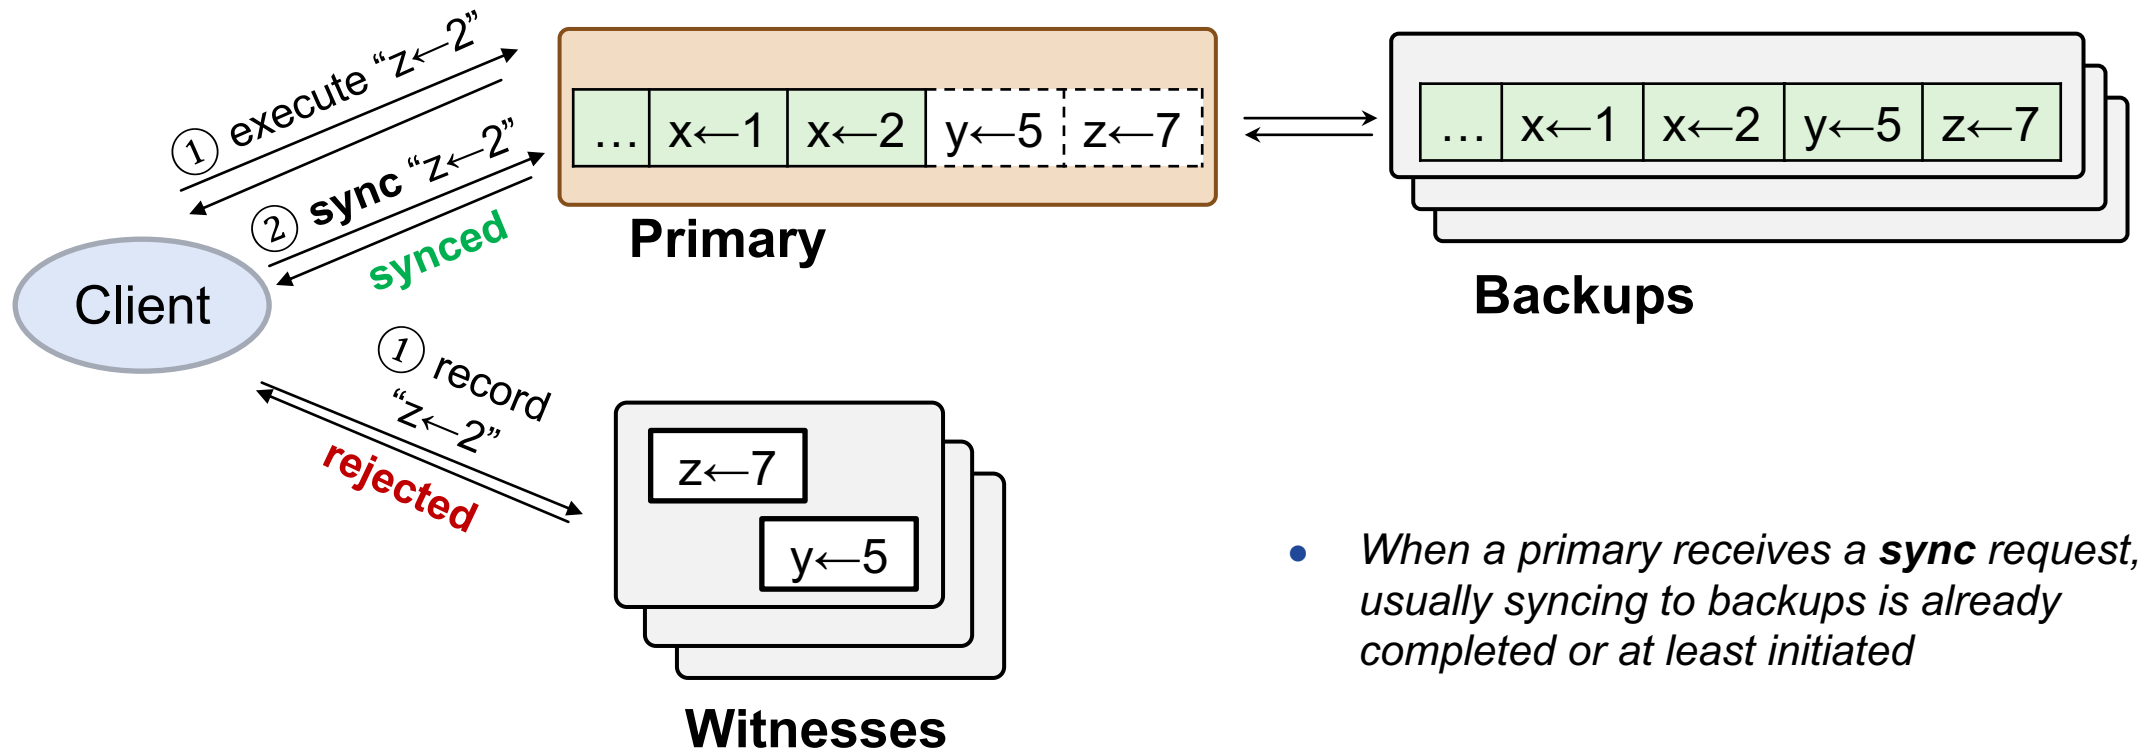 ① execute “z←2”
② sync “z←2”
synced
Client
① record
“z←2”
rejected
… x←1 x←2 y←5 z←7
Primary
… x←1 x←2 y←5 z←7
Backups
z←7
y←5
Witnesses
• When a primary receives a sync request,
usually syncing to backups is already
completed or at least initiated